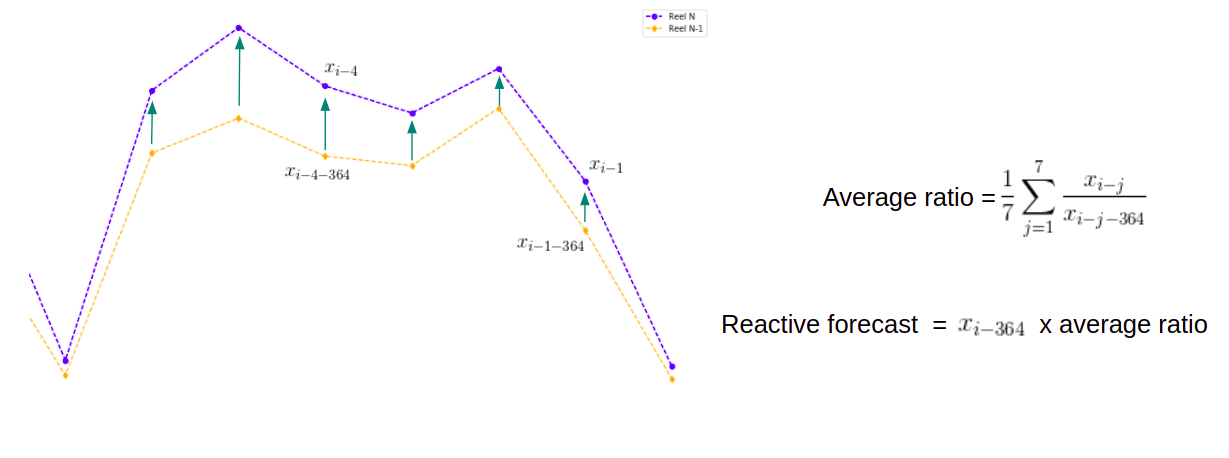 Reel N
Reel N-1
x_{i-4}
x_{i-4-364}
x_{i-1}
x_{i-1-364}
Average ratio = \frac{1}{7} \sum_{j=1}^{7} \frac{x_{i-j}}{x_{i-j-364}}
Reactive forecast = x_{i-364} x average ratio